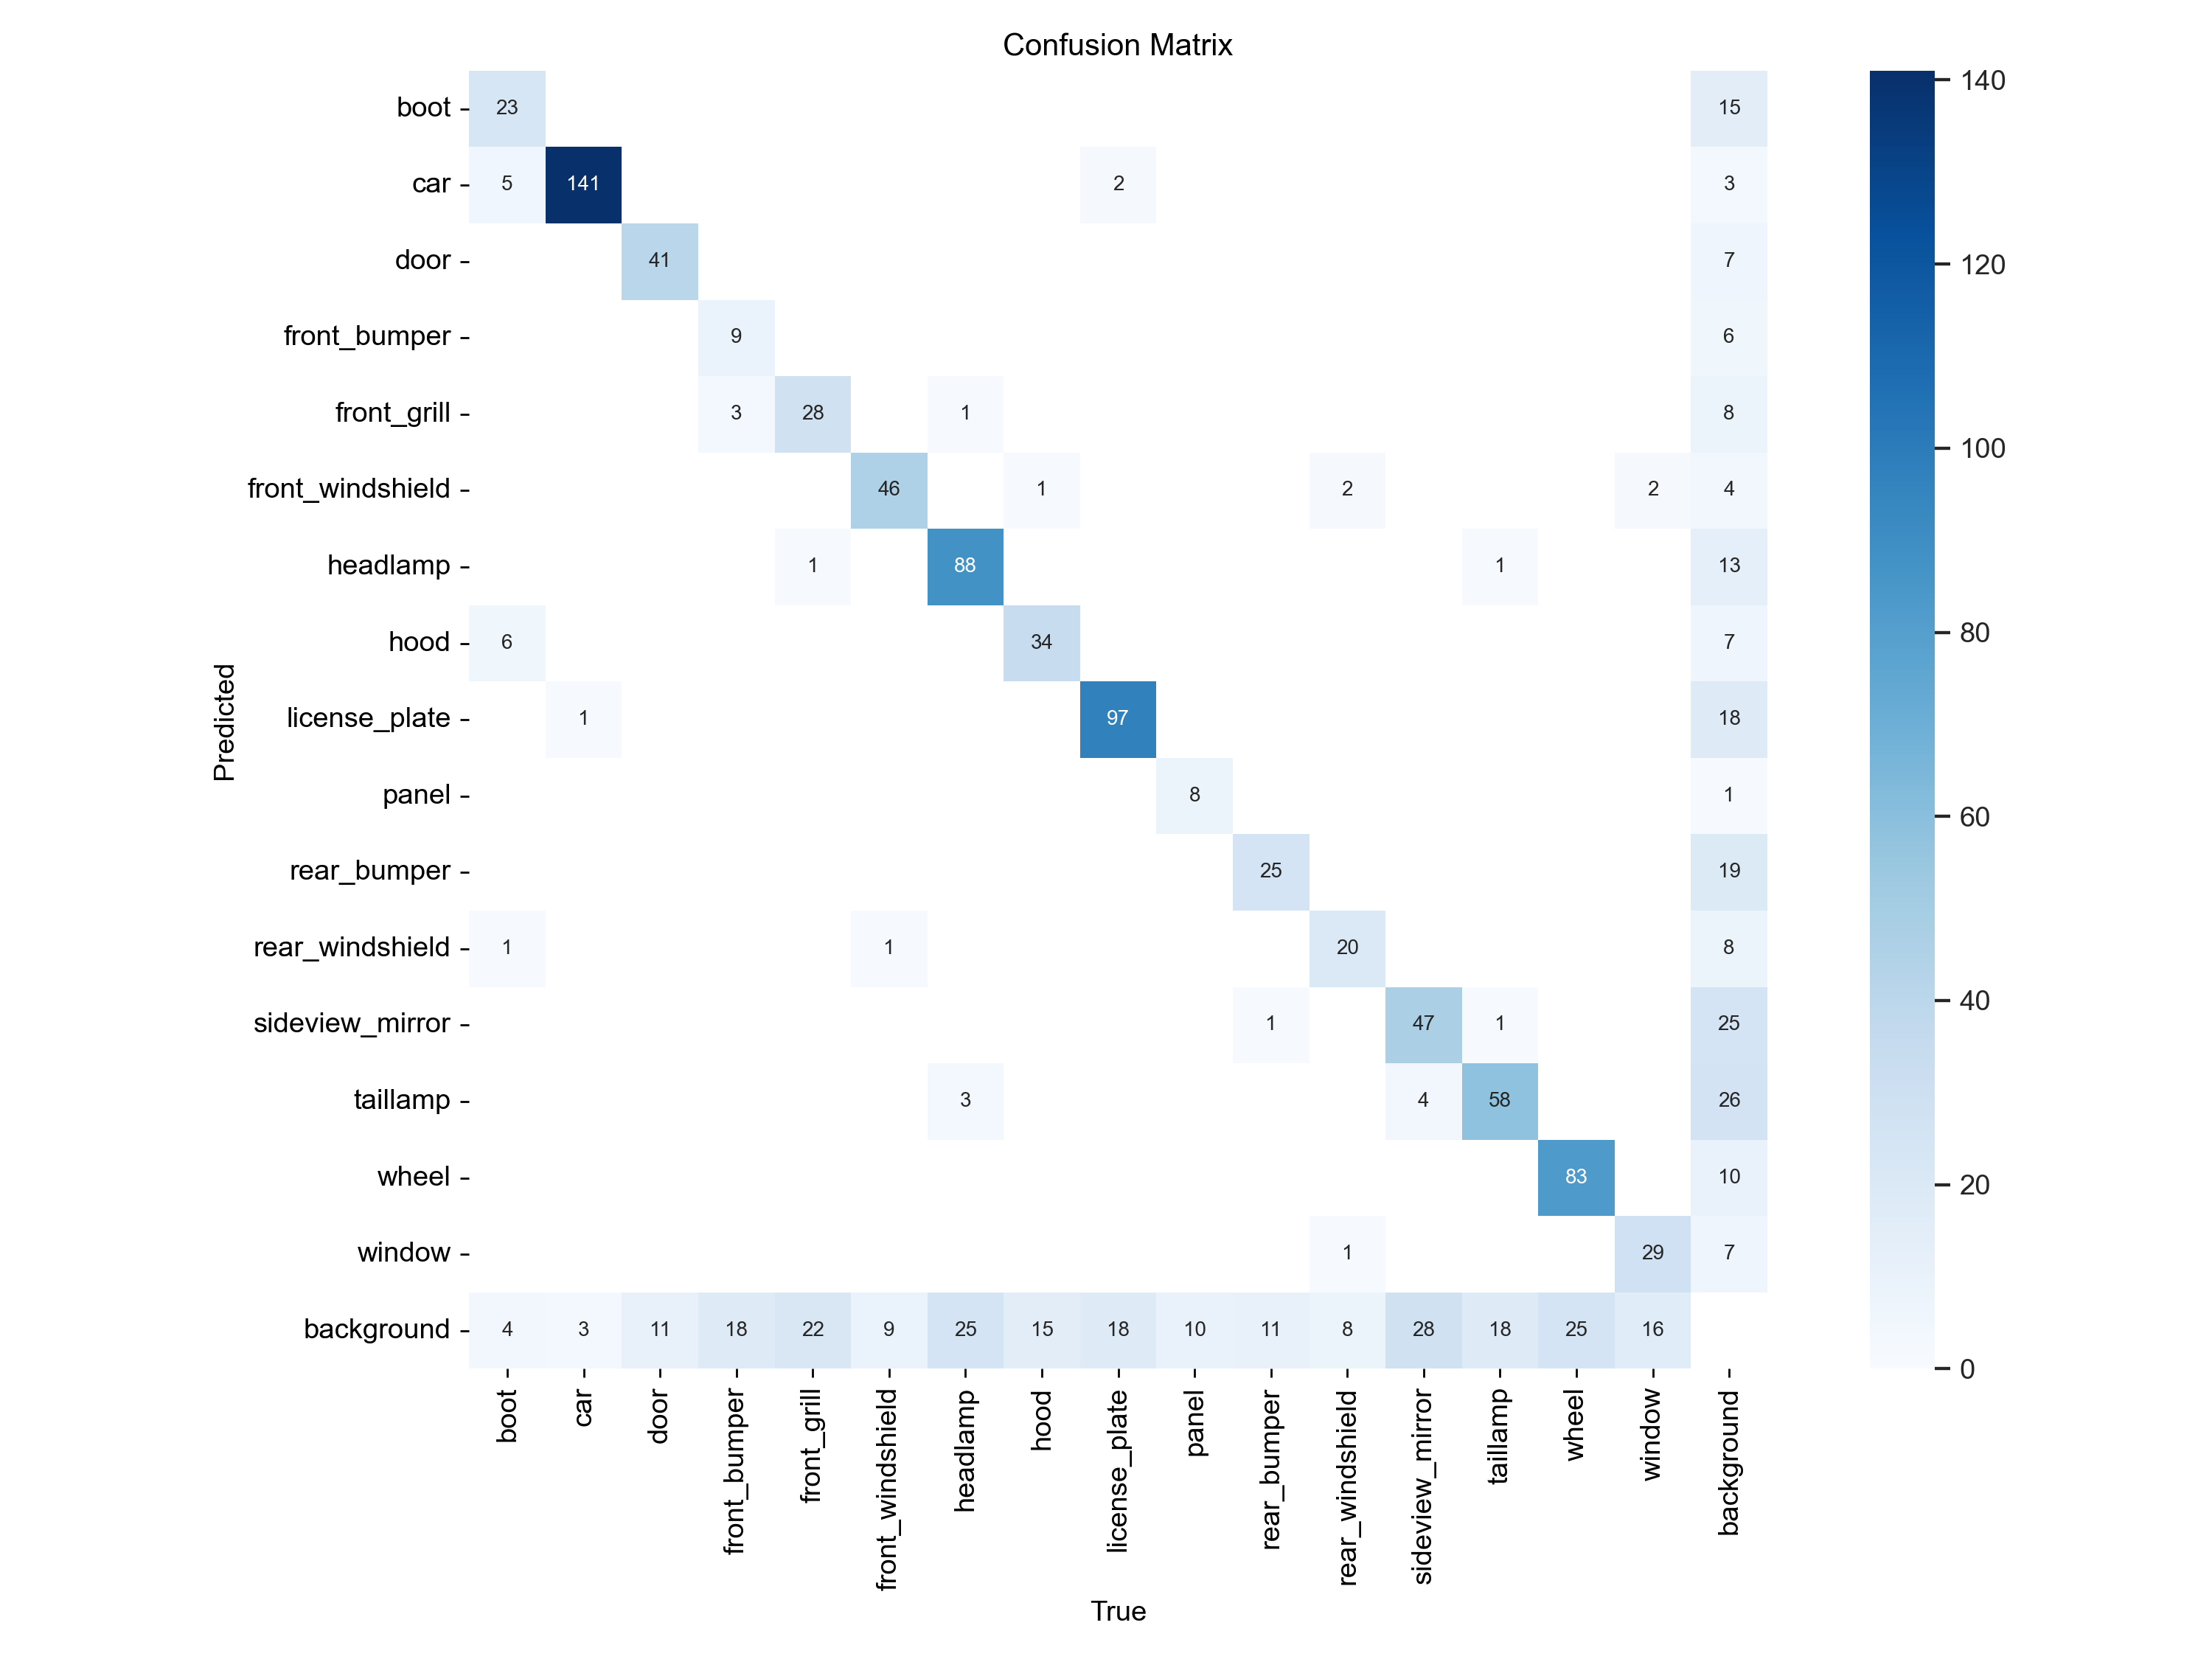 Confusion Matrix
boot 23 15
car 5 141 2 3
door 41 7
front_bumper 9 6
front_grill 3 28 1 8
front_windshield 46 1 2 2 4
headlamp 1 88 1 13
hood 6 34 7
license_plate 1 97 18
panel 8 1
rear_bumper 25 19
rear_windshield 1 1 20 8
sideview_mirror 1 47 1 25
taillamp 3 4 58 26
wheel 83 10
window 1 29 7
background 4 3 11 18 22 9 25 15 18 10 11 8 28 18 25 16
boot car door front_bumper front_grill front_windshield headlamp hood license_plate panel rear_bumper rear_windshield sideview_mirror taillamp wheel window background
True
Predicted
140
120
100
80
60
40
20
0